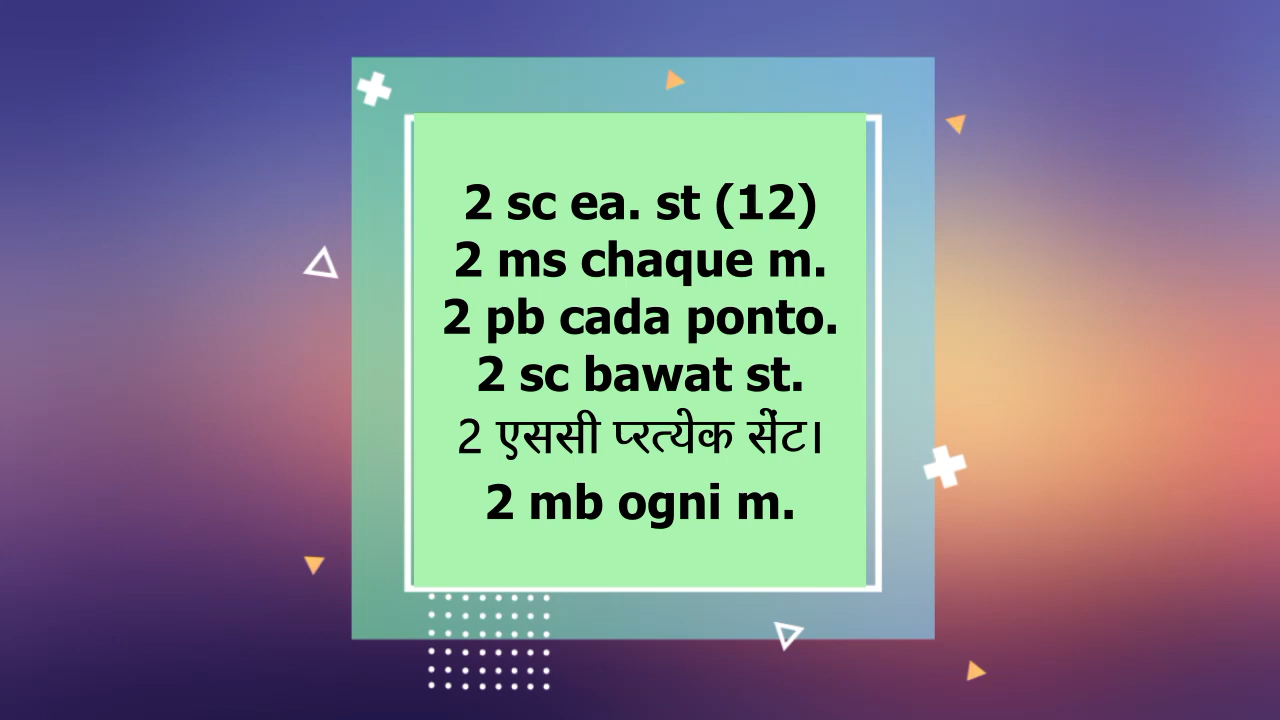 2 sc ea. st (12)
2 ms chaque m.
2 pb cada ponto.
2 sc bawat st.
2 एससी प्रत्येक सेंट।
2 mb ogni m.